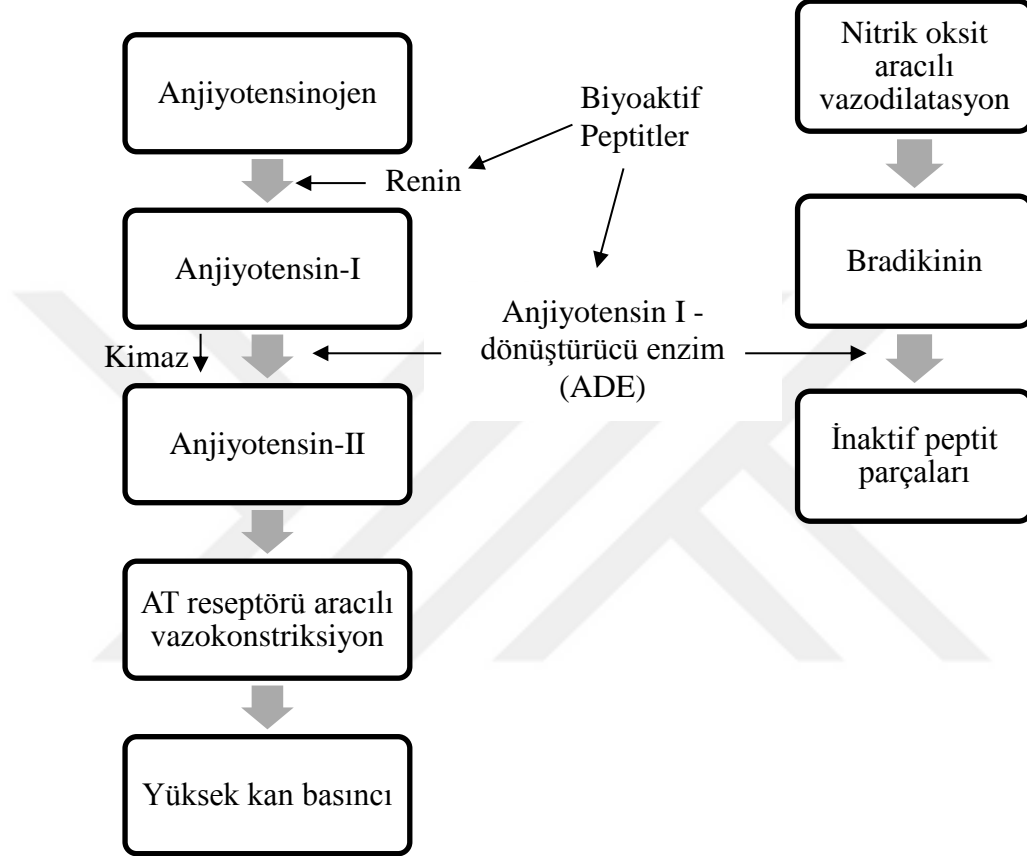 Anjiyotensinojen
Renin
Anjiyotensin-I
Kimaz
Anjiyotensin-II
AT reseptörü aracılı
vazokonstriksiyon
Yüksek kan basıncı
Biyoaktif
Peptitler
Anjiyotensin I -
dönüştürücü enzim
(ADE)
Nitrik oksit
aracılı
vazodilatasyon
Bradikinin
İnaktif peptit
parçaları